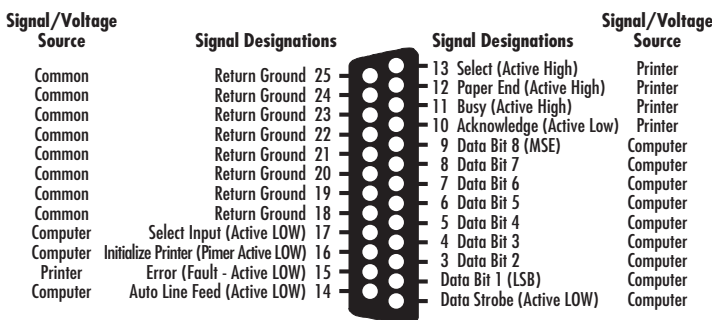 Signal/Voltage Source
Signal Designations
Common Return Ground 25
Common Return Ground 24
Common Return Ground 23
Common Return Ground 22
Common Return Ground 21
Common Return Ground 20
Common Return Ground 19
Common Return Ground 18
Computer Select Input (Active LOW) 17
Computer Initialize Printer (Pimer Active LOW) 16
Printer Error (Fault - Active LOW) 15
Computer Auto Line Feed (Active LOW) 14
Signal Designations
Signal/Voltage Source
13 Select (Active High) Printer
12 Paper End (Active High) Printer
11 Busy (Active High) Printer
10 Acknowledge (Active Low) Printer
9 Data Bit 8 (MSE) Computer
8 Data Bit 7 Computer
7 Data Bit 6 Computer
6 Data Bit 5 Computer
5 Data Bit 4 Computer
4 Data Bit 3 Computer
3 Data Bit 2 Computer
Data Bit 1 (LSB) Computer
Data Strobe (Active LOW) Computer